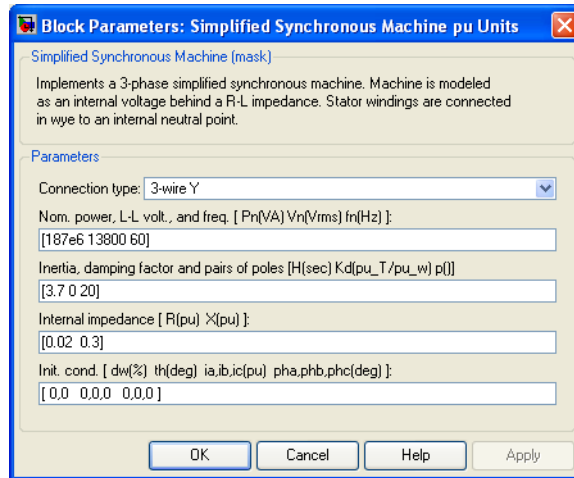 Block Parameters: Simplified Synchronous Machine pu Units
Simplified Synchronous Machine (mask)
Implements a 3-phase simplified synchronous machine. Machine is modeled
as an internal voltage behind a R-L impedance. Stator windings are connected
in wye to an internal neutral point.
Parameters
Connection type: 3-wire Y
Nom. power, L-L volt., and freq. [ Pn(VA) Vn(Vrms) fn(Hz) ]:
[187e6 13800 60]
Inertia, damping factor and pairs of poles [H(sec) Kd(pu_T/pu_w) p()]
[3.7 0 20]
Internal impedance [ R(pu) X(pu) ]:
[0.02 0.3]
Init. cond. [ dw(%) th(deg) ia,ib,ic(pu) pha,phb,phc(deg) ]:
[ 0,0 0,0,0 0,0,0 ]
OK Cancel Help Apply